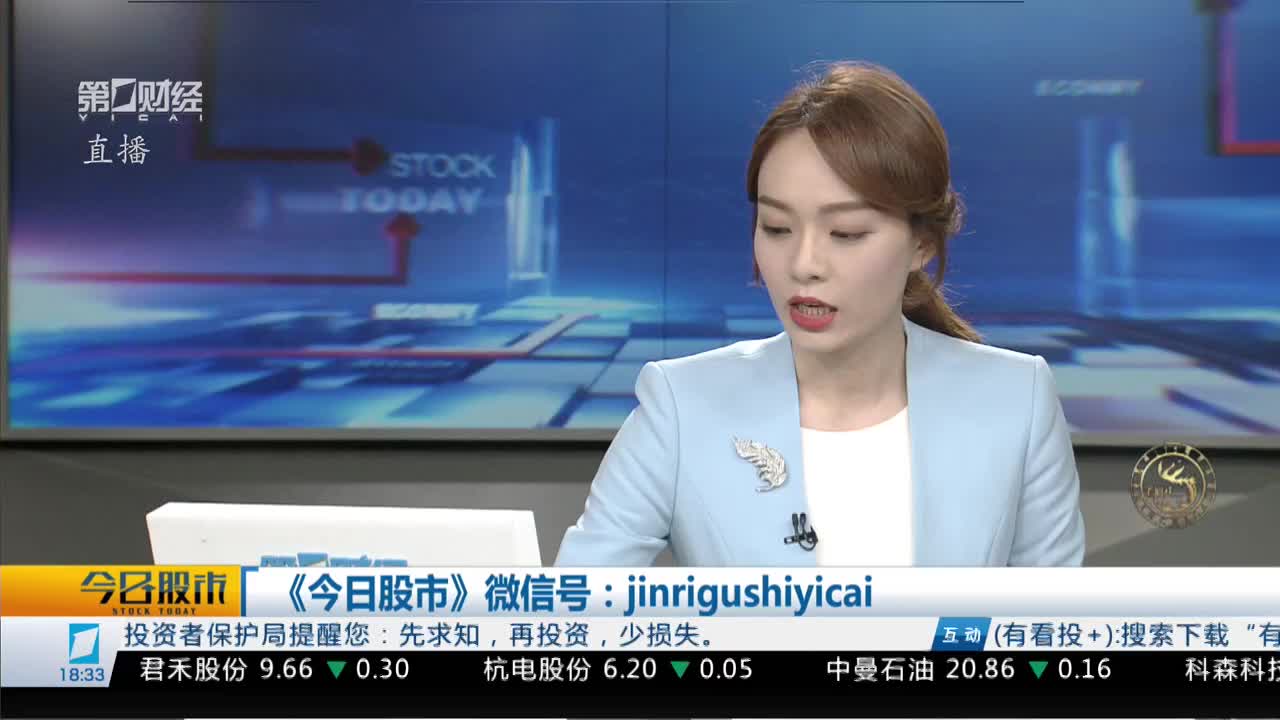 第一财经
YICAI
直播
ECONMRY
STOCK
TODAY
ECONMRY
今日股市
STOCK TODAY
《今日股市》微信号：jinrigushiyicai
投资者保护局提醒您：先求知，再投资，少损失。
互动
(有看投+):搜索下载“有
18:33
君禾股份 9.66 ▼ 0.30 杭电股份 6.20 ▼ 0.05 中曼石油 20.86 ▼ 0.16 科森科技